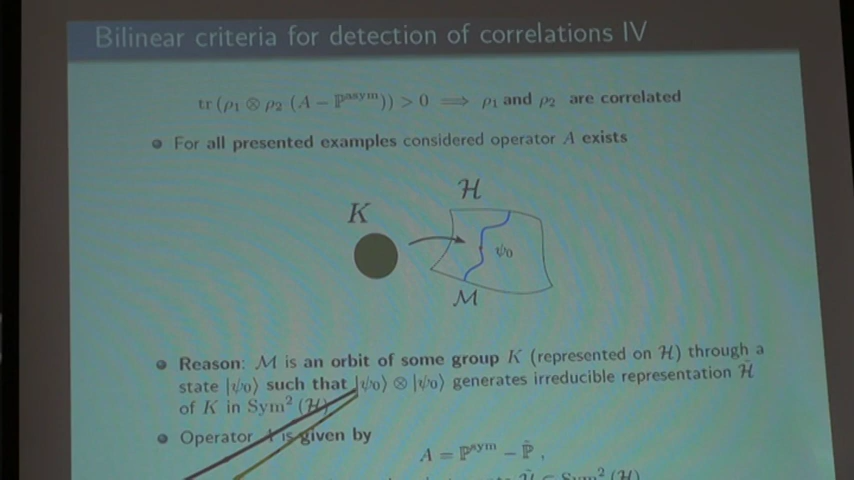 Bilinear criteria for detection of correlations IV
tr (ρ₁ ⊗ ρ₂ (A − ℙᵃˢʸᵐ)) > 0 ⟹ ρ₁ and ρ₂ are correlated
• For all presented examples considered operator A exists
ℋ
K
ψ₀
ℳ
• Reason: ℳ is an orbit of some group K (represented on ℋ) through a
state |ψ₀⟩ such that |ψ₀⟩ ⊗ |ψ₀⟩ generates irreducible representation ℋ̃
of K in Sym² (ℋ)
• Operator A is given by
A = ℙˢʸᵐ − ℙ̃ ,
ℋ̃ ⊂ Sym² (ℋ)